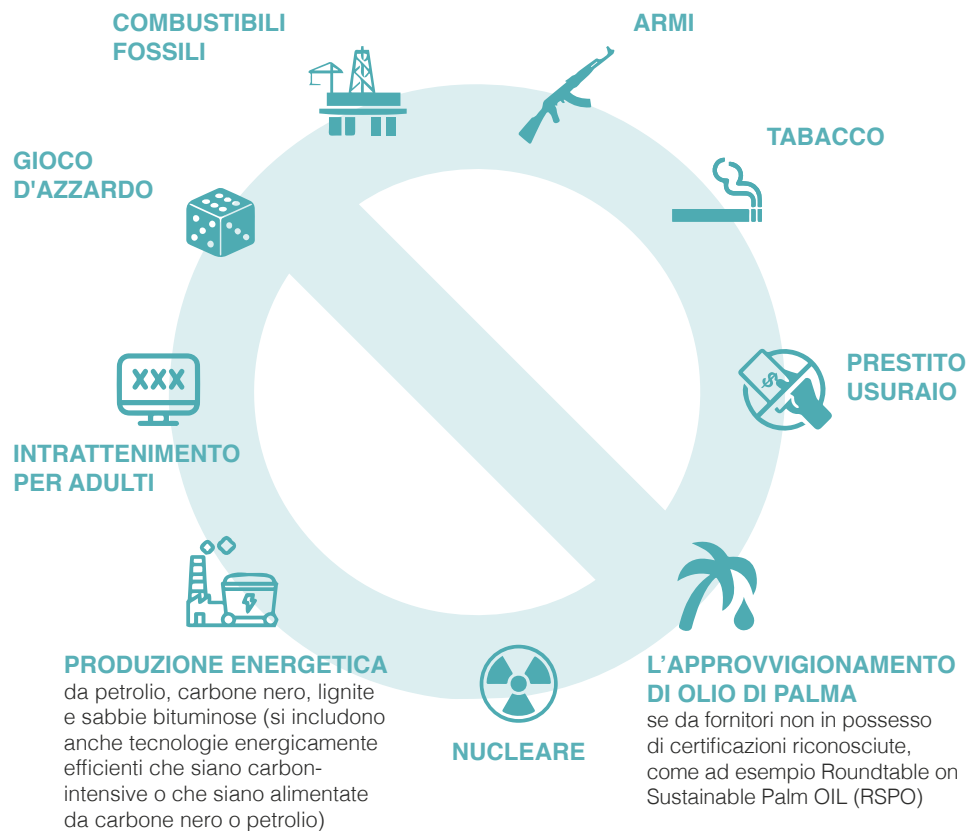 COMBUSTIBILI
FOSSILI
ARMI
TABACCO
GIOCO
D'AZZARDO
XXX
$
PRESTITO
USURAIO
INTRATTENIMENTO
PER ADULTI
PRODUZIONE ENERGETICA
da petrolio, carbone nero, lignite
e sabbie bituminose (si includono
anche tecnologie energicamente
efficienti che siano carbon-
intensive o che siano alimentate
da carbone nero o petrolio)
NUCLEARE
L’APPROVVIGIONAMENTO
DI OLIO DI PALMA
se da fornitori non in possesso
di certificazioni riconosciute,
come ad esempio Roundtable on
Sustainable Palm OIL (RSPO)